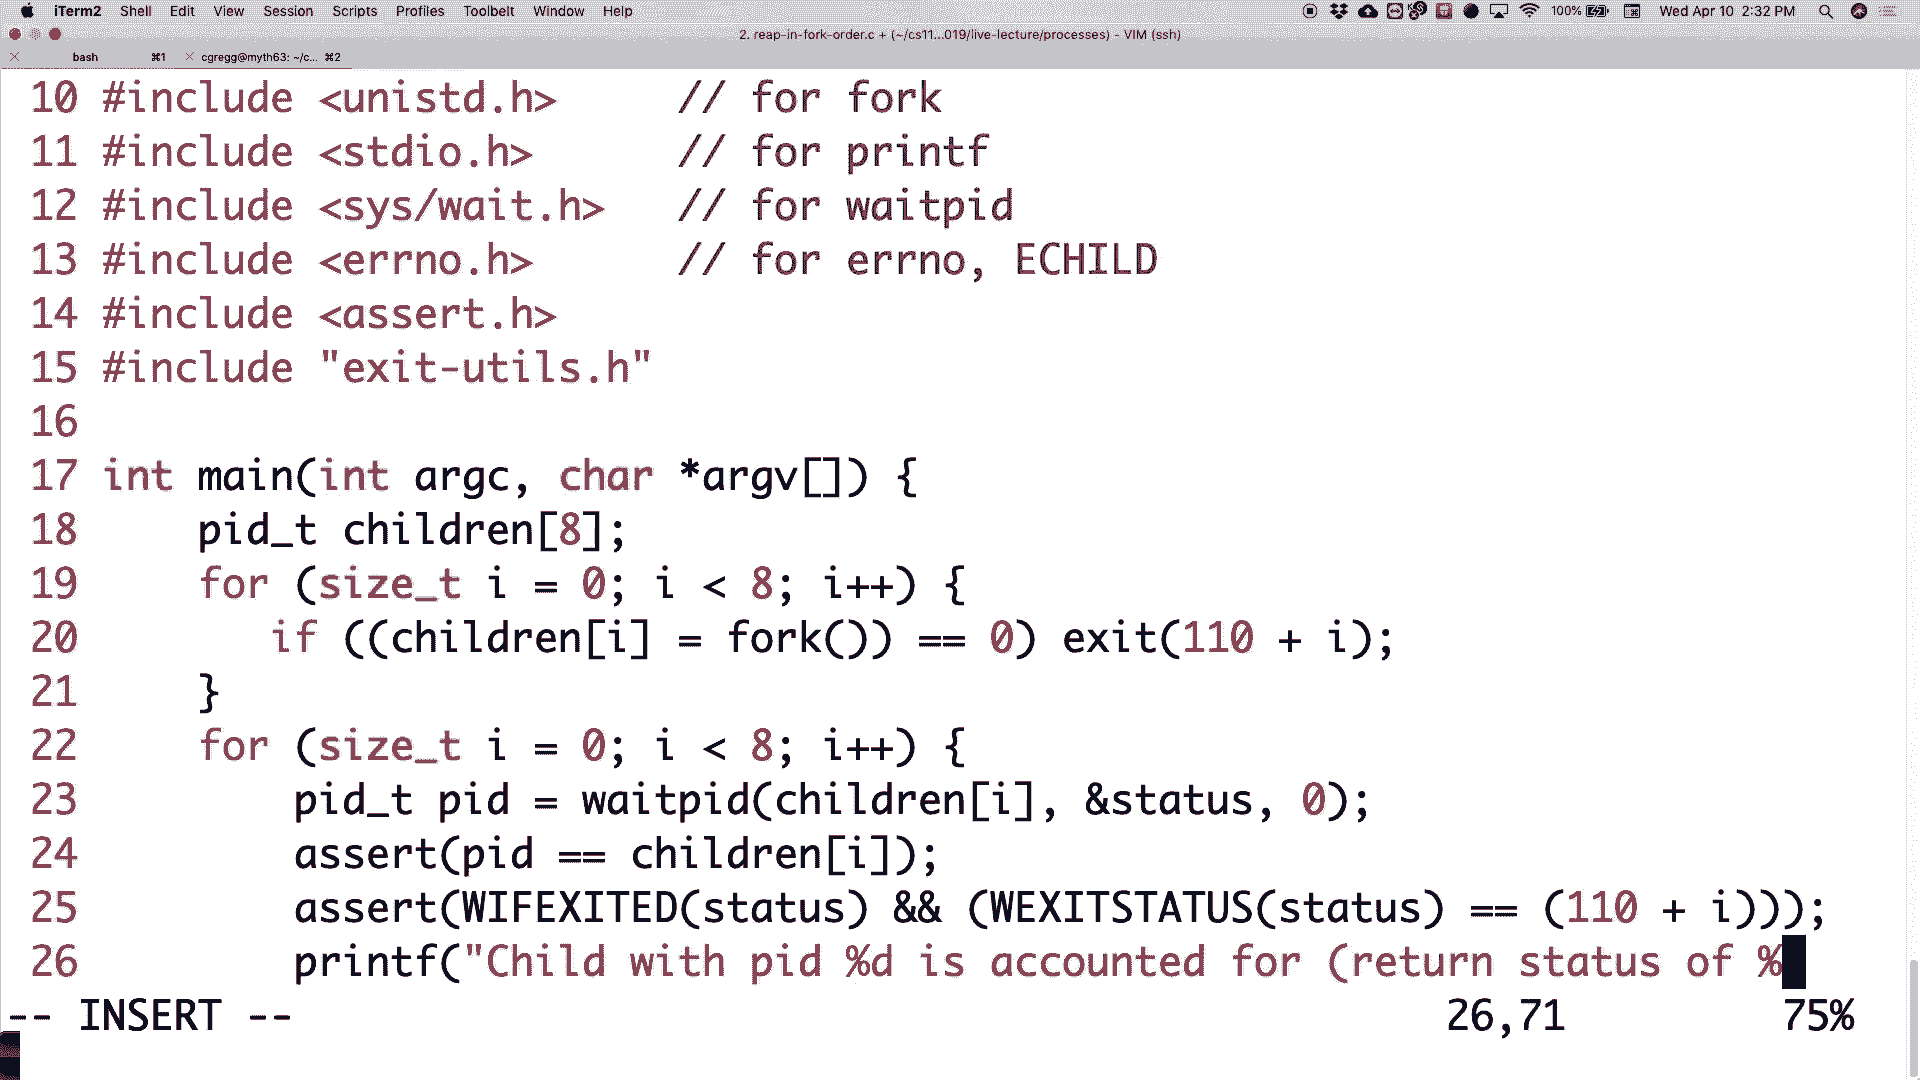 iTerm2 Shell Edit View Session Scripts Profiles Toolbelt Window Help 100% Wed Apr 10 2:32 PM
2. reap-in-fork-order.c + (~/cs11...019/live-lecture/processes) - VIM (ssh)
bash ⌘1 cgregg@myth63: ~/c... ⌘2
10 #include <unistd.h> // for fork
11 #include <stdio.h> // for printf
12 #include <sys/wait.h> // for waitpid
13 #include <errno.h> // for errno, ECHILD
14 #include <assert.h>
15 #include "exit-utils.h"
16
17 int main(int argc, char *argv[]) {
18 pid_t children[8];
19 for (size_t i = 0; i < 8; i++) {
20 if ((children[i] = fork()) == 0) exit(110 + i);
21 }
22 for (size_t i = 0; i < 8; i++) {
23 pid_t pid = waitpid(children[i], &status, 0);
24 assert(pid == children[i]);
25 assert(WIFEXITED(status) && (WEXITSTATUS(status) == (110 + i)));
26 printf("Child with pid %d is accounted for (return status of %
-- INSERT -- 26,71 75%